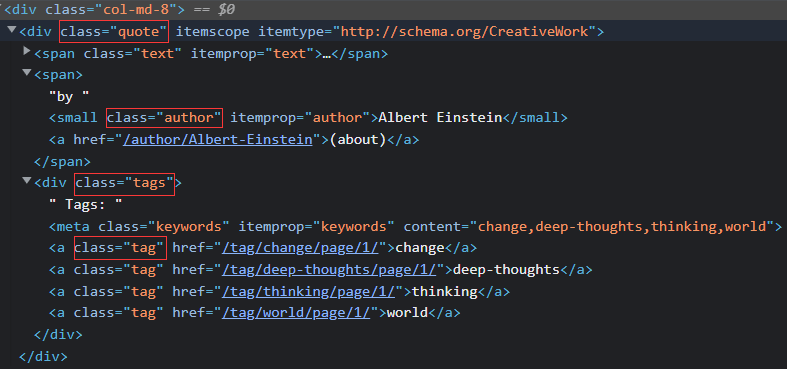 <div class="col-md-8"> == $0
<div class="quote" itemscope itemtype="http://schema.org/CreativeWork">
<span class="text" itemprop="text">…</span>
<span>
"by "
<small class="author" itemprop="author">Albert Einstein</small>
<a href="/author/Albert-Einstein">(about)</a>
</span>
<div class="tags">
" Tags: "
<meta class="keywords" itemprop="keywords" content="change,deep-thoughts,thinking,world">
<a class="tag" href="/tag/change/page/1/">change</a>
<a class="tag" href="/tag/deep-thoughts/page/1/">deep-thoughts</a>
<a class="tag" href="/tag/thinking/page/1/">thinking</a>
<a class="tag" href="/tag/world/page/1/">world</a>
</div>
</div>